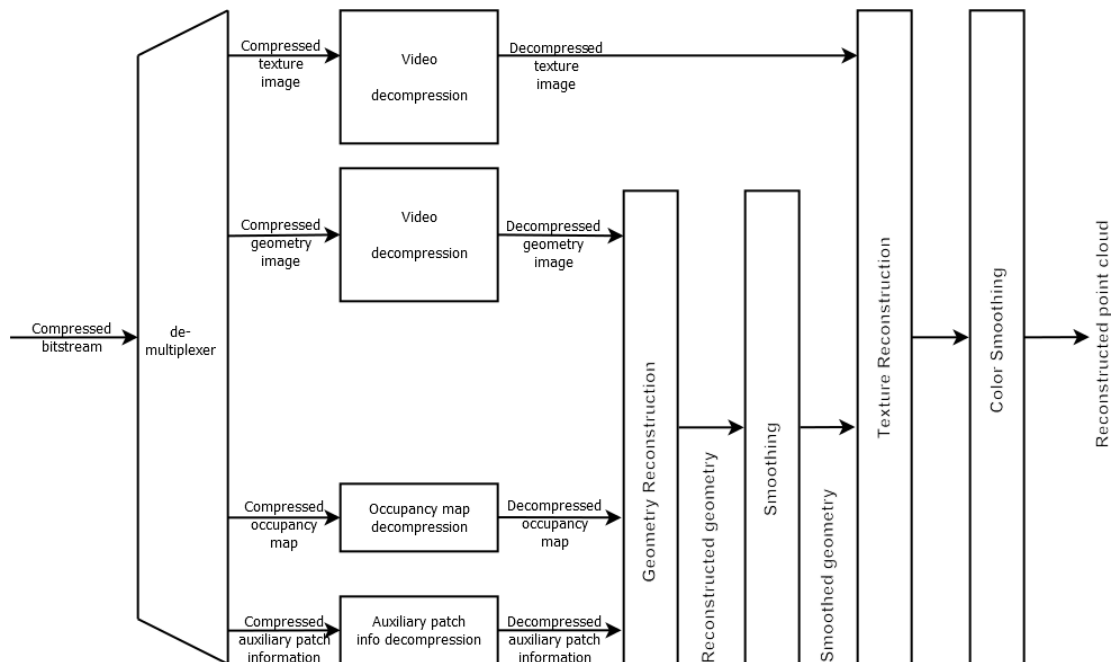 Compressed
texture
image
Video
decompression
Decompressed
texture
image
Compressed
geometry
image
Video
decompression
Decompressed
geometry
image
Compressed
bitstream
de-
multiplexer
Compressed
occupancy
map
Occupancy map
decompression
Decompressed
occupancy
map
Compressed
auxiliary patch
information
Auxiliary patch
info decompression
Decompressed
auxiliary patch
information
Geometry Reconstruction
Reconstructed geometry
Smoothing
Smoothed geometry
Texture Reconstruction
Color Smoothing
Reconstructed point cloud